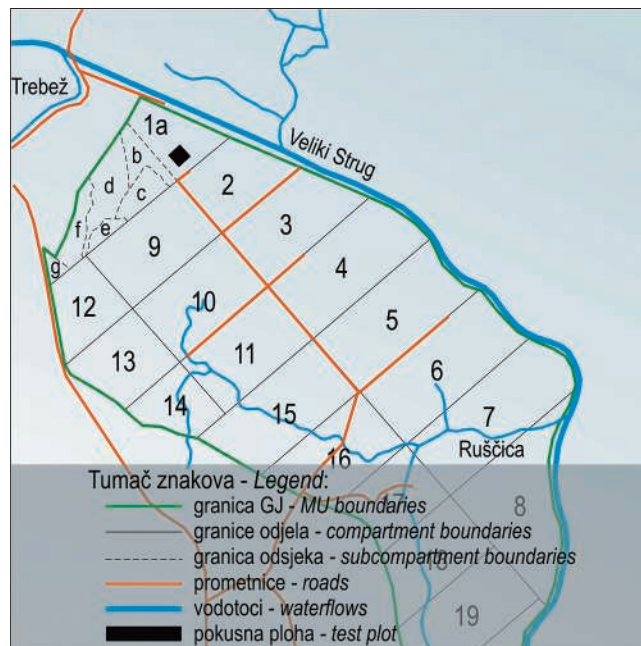 Trebež
1a
Veliki Strug
b
2
d
c
3
f
e
9
4
g
10
5
12
11
13
6
14
15
7
16
Ruščica
17
8
18
19
Tumač znakova - Legend:
granica GJ - MU boundaries
granice odjela - compartment boundaries
granica odsjeka - subcompartment boundaries
prometnice - roads
vodotoci - waterflows
pokusna ploha - test plot